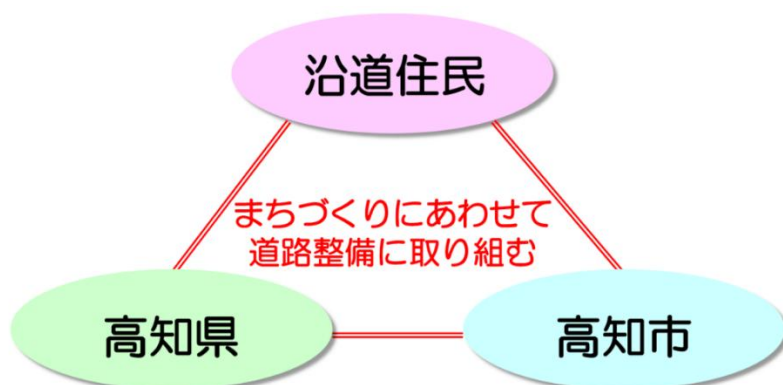 沿道住民
まちづくりにあわせて
道路整備に取り組む
高知県
高知市